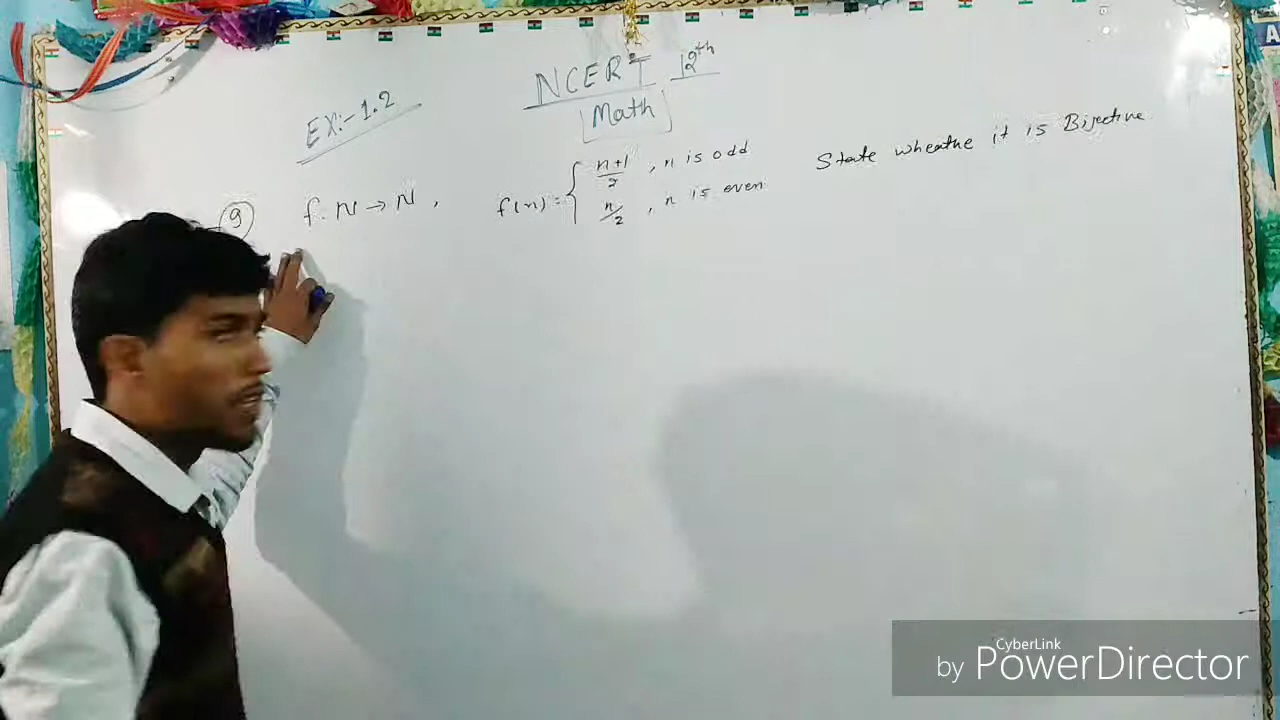 NCERT 12th
Math
Ex:- 1.2
9 f: N → N, f(n) = { n+1/2 , n is odd State wheathe it is Bijective
n/2 , n is even
CyberLink
by PowerDirector